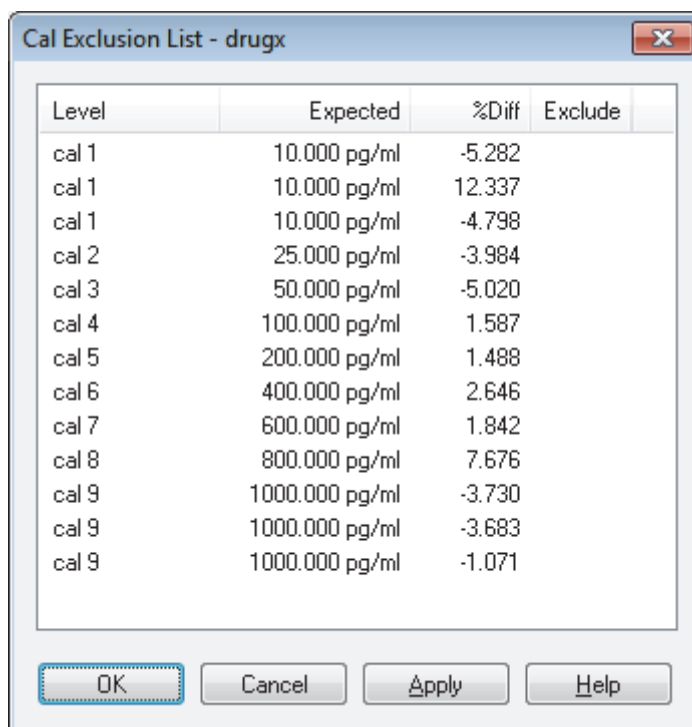 Cal Exclusion List - drugx
Level Expected %Diff Exclude
cal 1 10.000 pg/ml -5.282
cal 1 10.000 pg/ml 12.337
cal 1 10.000 pg/ml -4.798
cal 2 25.000 pg/ml -3.984
cal 3 50.000 pg/ml -5.020
cal 4 100.000 pg/ml 1.587
cal 5 200.000 pg/ml 1.488
cal 6 400.000 pg/ml 2.646
cal 7 600.000 pg/ml 1.842
cal 8 800.000 pg/ml 7.676
cal 9 1000.000 pg/ml -3.730
cal 9 1000.000 pg/ml -3.683
cal 9 1000.000 pg/ml -1.071
OK Cancel Apply Help